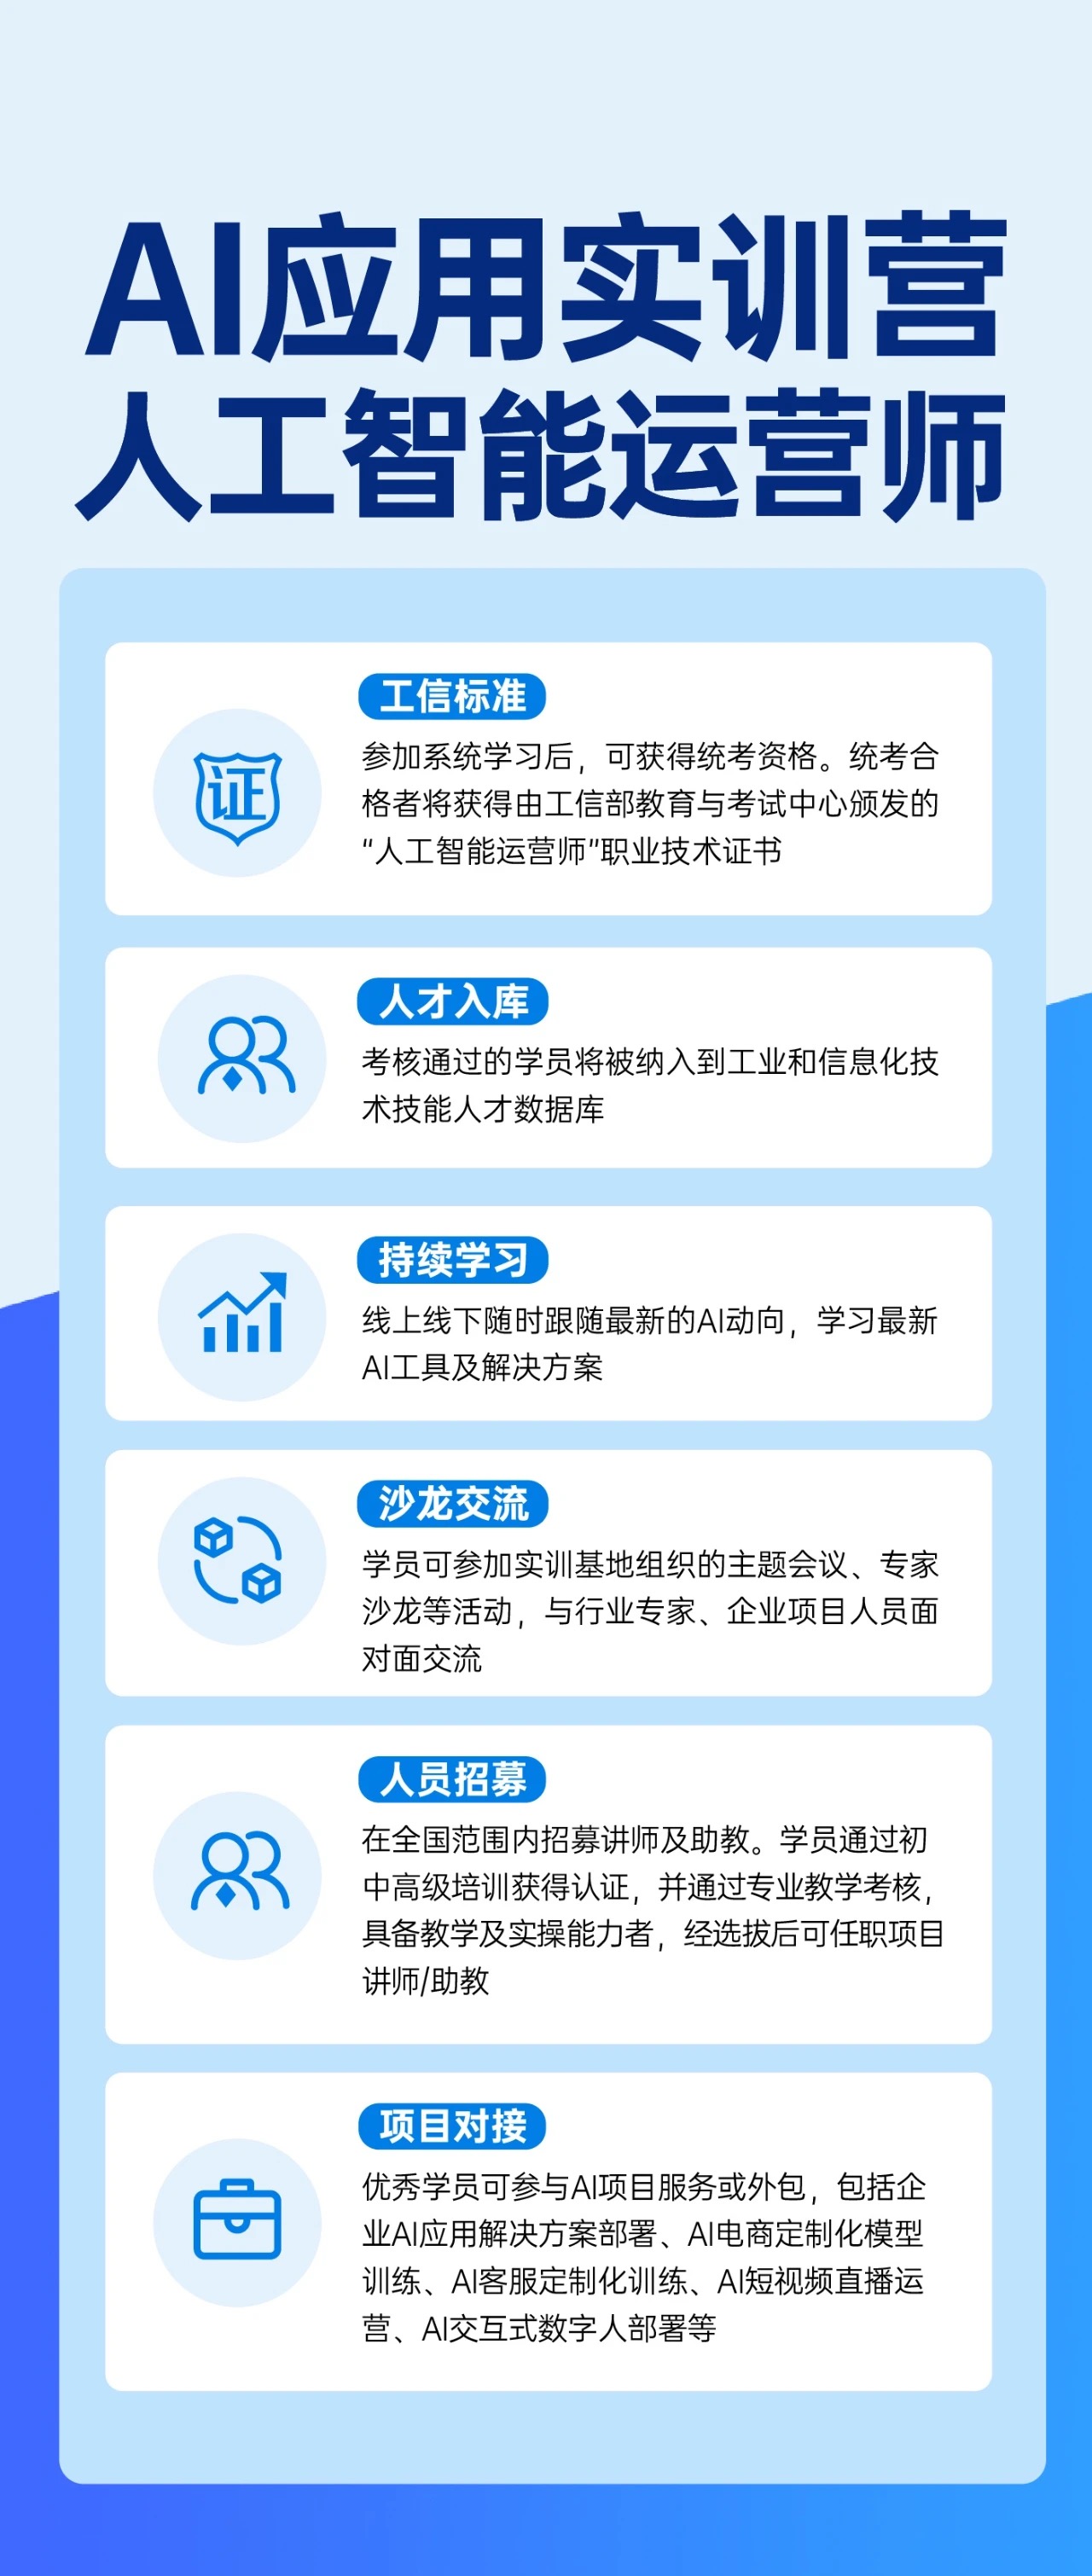 AI应用实训营
人工智能运营师
工信标准
证
参加系统学习后，可获得统考资格。统考合
格者将获得由工信部教育与考试中心颁发的
“人工智能运营师”职业技术证书
人才入库
考核通过的学员将被纳入到工业和信息化技
术技能人才数据库
持续学习
线上线下随时跟随最新的AI动向，学习最新
AI工具及解决方案
沙龙交流
学员可参加实训基地组织的主题会议、专家
沙龙等活动，与行业专家、企业项目人员面
对面交流
人员招募
在全国范围内招募讲师及助教。学员通过初
中高级培训获得认证，并通过专业教学考核，
具备教学及实操能力者，经选拔后可任职项目
讲师/助教
项目对接
优秀学员可参与AI项目服务或外包，包括企
业AI应用解决方案部署、AI电商定制化模型
训练、AI客服定制化训练、AI短视频直播运
营、AI交互式数字人部署等